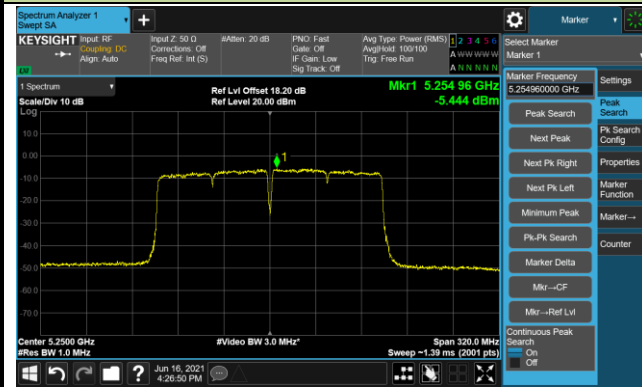 Spectrum Analyzer 1
Swept SA
+
Marker
KEYSIGHT
Input: RF
Coupling: DC
Align: Auto
Input Z: 50 Ω
Corrections: Off
Freq Ref: Int (S)
#Atten: 20 dB
PNO: Fast
Gate: Off
IF Gain: Low
Sig Track: Off
Avg Type: Power (RMS)
Avg|Hold: 100/100
Trig: Free Run
1 2 3 4 5 6
A W W W W W
A N N N N N
Select Marker
Marker 1
1 Spectrum
Scale/Div 10 dB
Log
Ref Lvl Offset 18.20 dB
Ref Level 20.00 dBm
Mkr1 5.254 96 GHz
-5.444 dBm
10.0
0.00
-10.0
-20.0
-30.0
-40.0
-50.0
-60.0
-70.0
1
Center 5.2500 GHz
#Res BW 1.0 MHz
#Video BW 3.0 MHz*
Span 320.0 MHz
Sweep ~1.39 ms (2001 pts)
Marker Frequency
5.254960000 GHz
Peak Search
Next Peak
Next Pk Right
Next Pk Left
Minimum Peak
Pk-Pk Search
Marker Delta
Mkr→CF
Mkr→Ref Lvl
Continuous Peak
Search
On
Off
Settings
Peak
Search
Pk Search
Config
Properties
Marker
Function
Marker→
Counter
?
Jun 16, 2021
4:26:50 PM